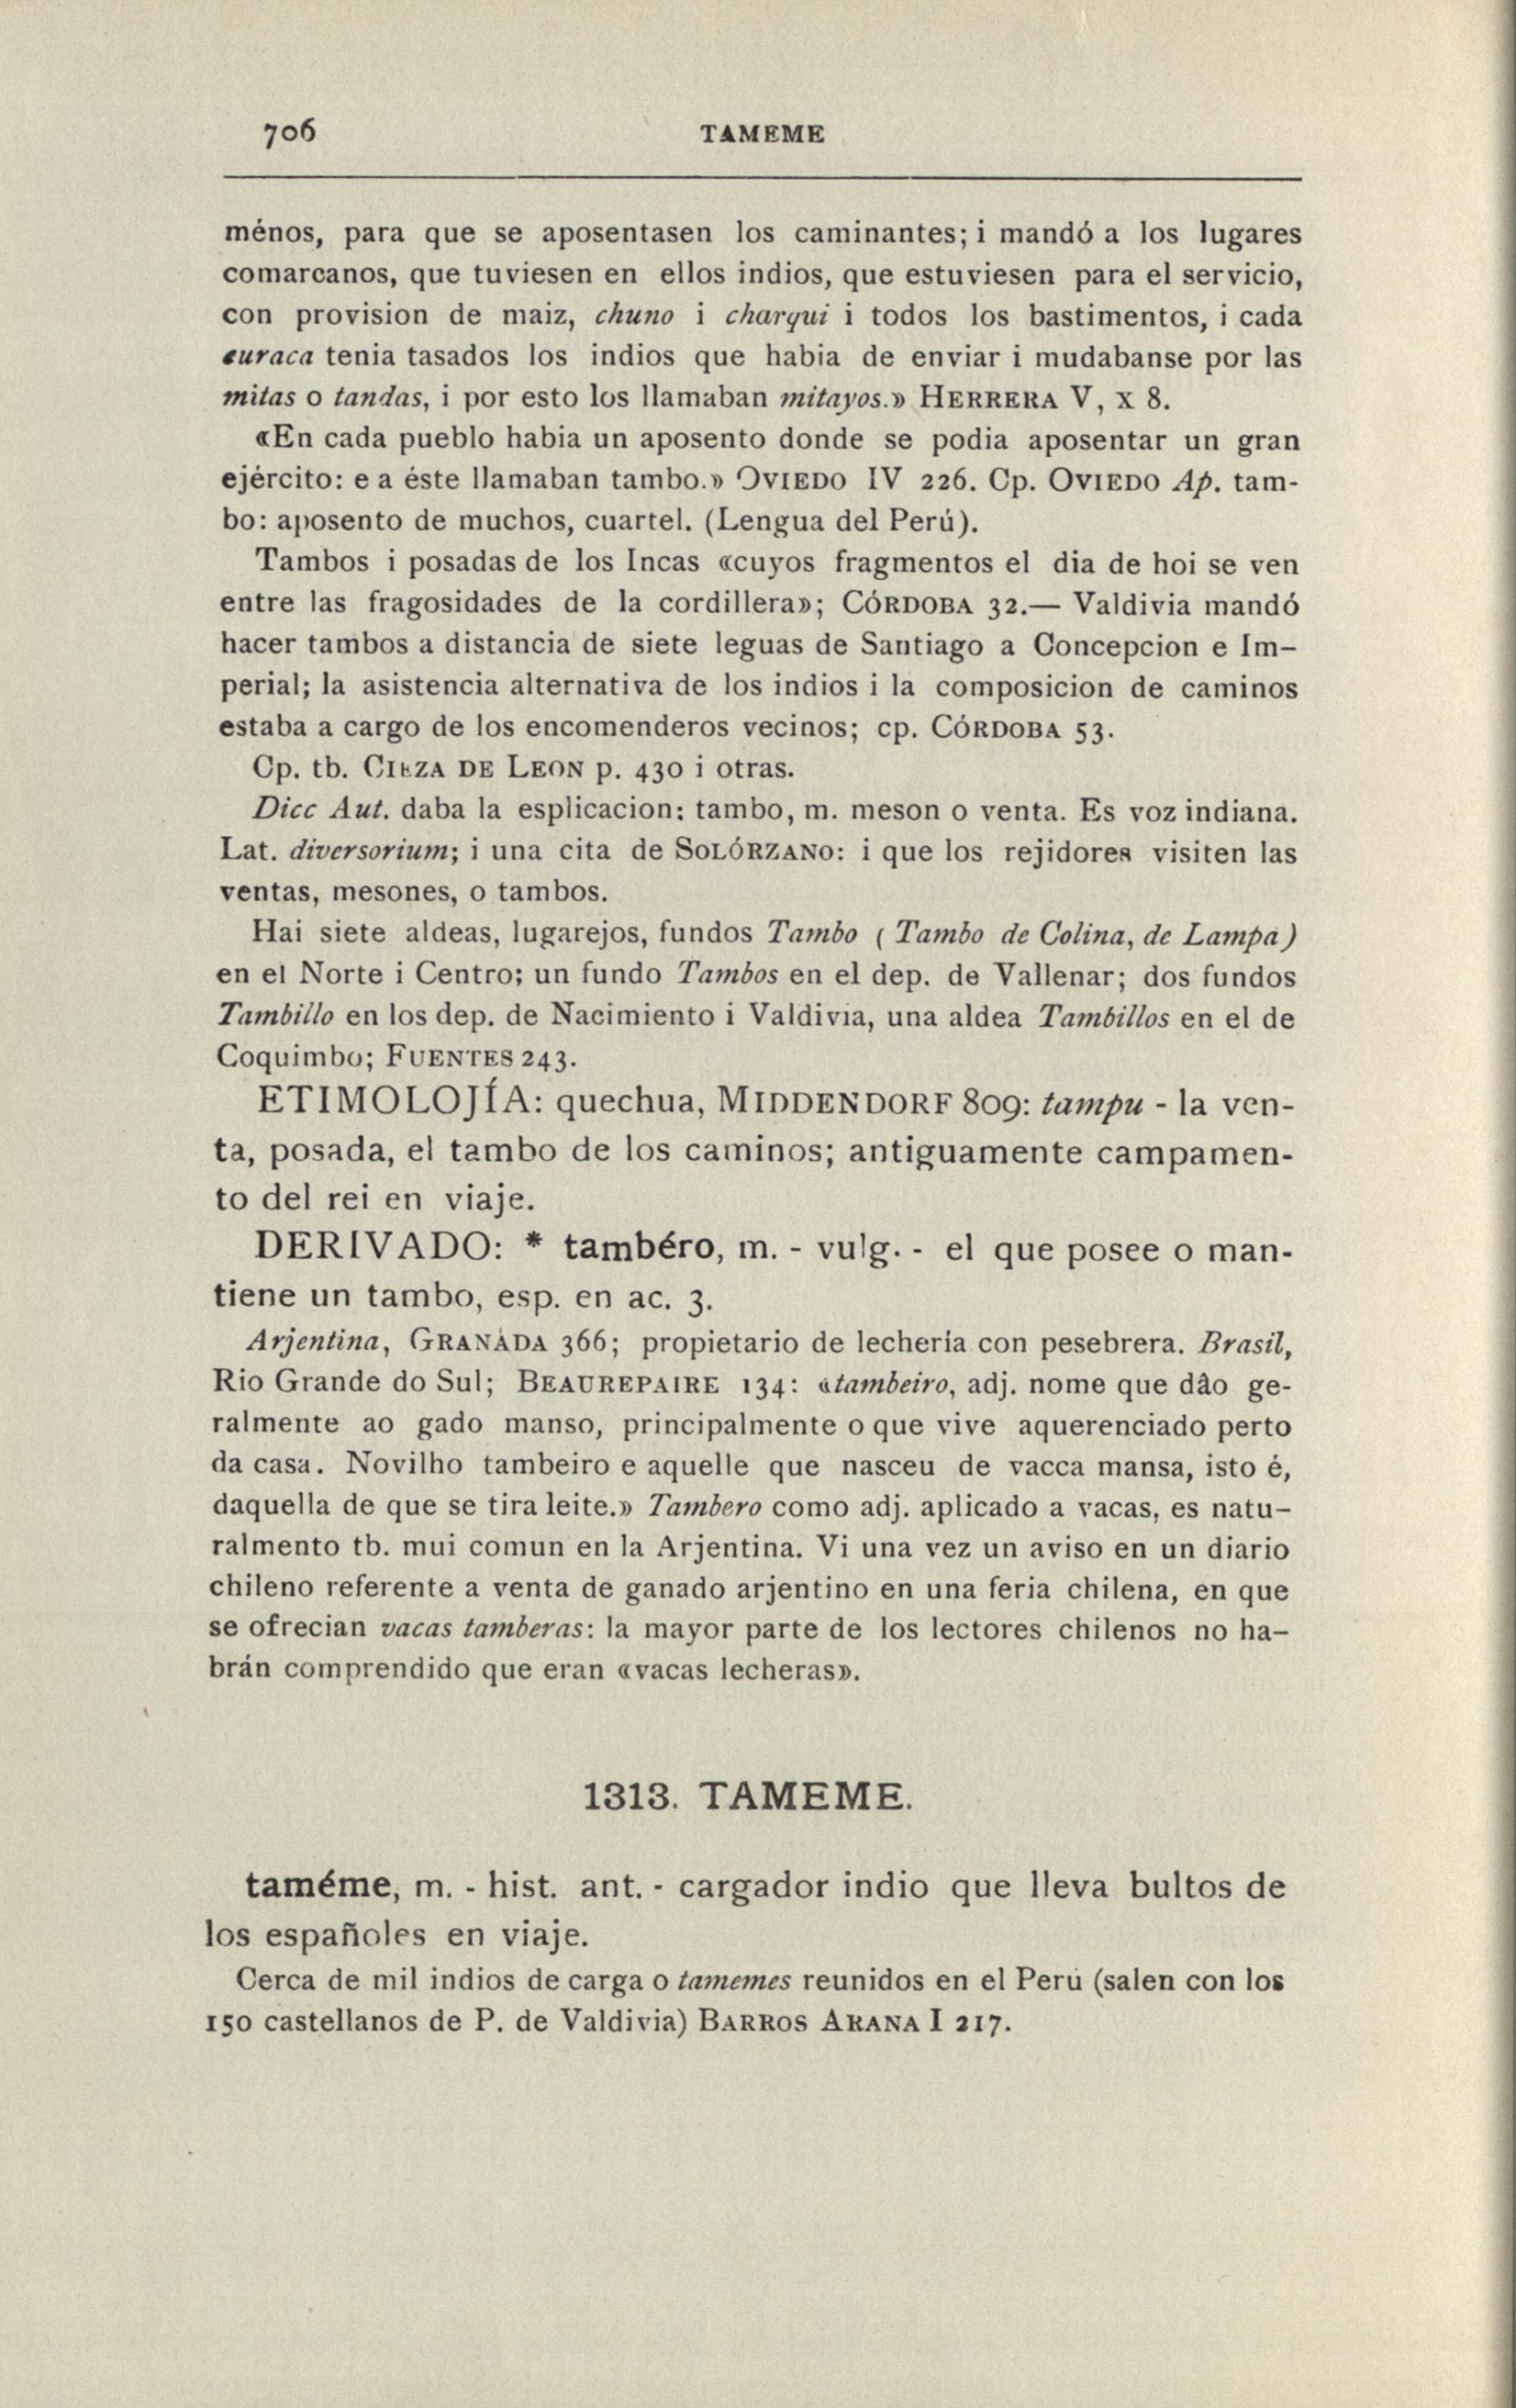 706
TAMEME
ménos, para que se aposentasen los caminantes; i mandó a los lugares
comarcanos, que tuviesen en ellos indios, que estuviesen para el servicio,
con provision de maiz, chuno i charqui i todos los bastimentos, i cada
curaca tenia tasados los indios que habia de enviar i mudabanse por las
mitas o tandas, i por esto los llamaban mitayos.» HERRERA V, X 8.
«En cada pueblo habia un aposento donde se podia aposentar un gran
ejército: e a éste llamaban tambo.» OVIEDO IV 226. Cp. OVIEDO Ap. tam-
bo: aposento de muchos, cuartel. (Lengua del Perú).
Tambos i posadas de los Incas «cuyos fragmentos el dia de hoi se ven
entre las fragosidades de la cordillera»; CÓRDOBA 32.— Valdivia mandó
hacer tambos a distancia de siete leguas de Santiago a Concepcion e Im-
perial; la asistencia alternativa de los indios i la composicion de caminos
estaba a cargo de los encomenderos vecinos; cp. CÓRDOBA 53.
Cp. tb. CIEZA DE LEON p. 430 i otras.
Dicc Aut. daba la esplicacion: tambo, m. meson o venta. Es voz indiana.
Lat. diversorium; i una cita de SOLÓRZANO: i que los rejidores visiten las
ventas, mesones, o tambos.
Hai siete aldeas, lugarejos, fundos Tambo ( Tambo de Colina, de Lampa)
en el Norte i Centro; un fundo Tambos en el dep. de Vallenar; dos fundos
Tambillo en los dep. de Nacimiento i Valdivia, una aldea Tambillos en el de
Coquimbo; FUENTES 243.
ETIMOLOJÍA: quechua, MIDDENDORF 809: tampu - la ven-
ta, posada, el tambo de los caminos; antiguamente campamen-
to del rei en viaje.
DERIVADO: * tambéro, m. - vulg. - el que posee o man-
tiene un tambo, esp. en ac. 3.
Arjentina, GRANADA 366; propietario de lechería con pesebrera. Brasil,
Rio Grande do Sul; BEAUREPAIRE 134: «tambeiro, adj. nome que dão ge-
ralmente ao gado manso, principalmente o que vive aquerenciado perto
da casa. Novilho tambeiro e aquelle que nasceu de vacca mansa, isto é,
daquella de que se tira leite.» Tambero como adj. aplicado a vacas, es natu-
ralmento tb. mui comun en la Arjentina. Vi una vez un aviso en un diario
chileno referente a venta de ganado arjentino en una feria chilena, en que
se ofrecian vacas tamberas: la mayor parte de los lectores chilenos no ha-
brán comprendido que eran «vacas lecheras».
1313. TAMEME.
taméme, m. - hist. ant. - cargador indio que lleva bultos de
los españoles en viaje.
Cerca de mil indios de carga o tamemes reunidos en el Perú (salen con los
150 castellanos de P. de Valdivia) BARROS ARANA I 217.